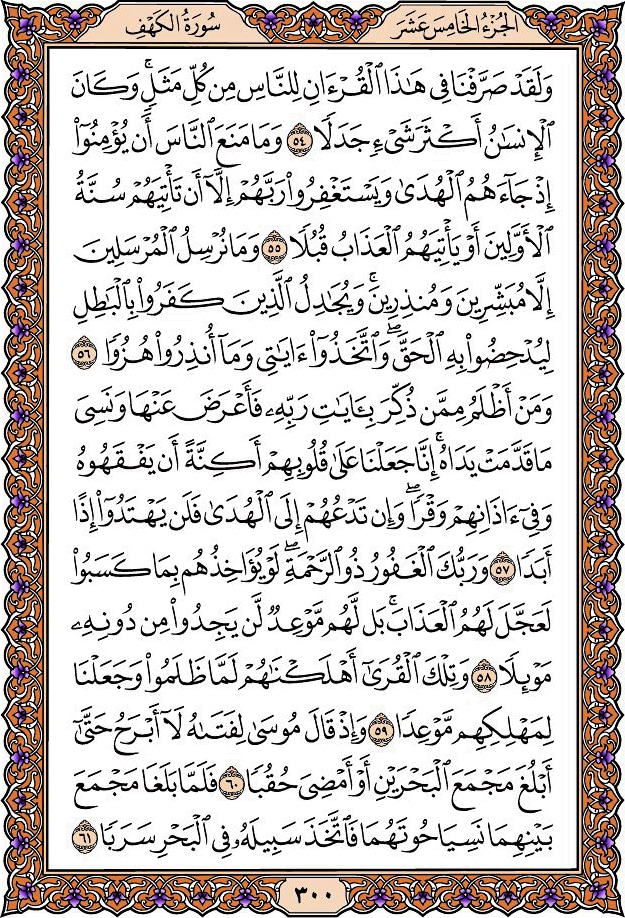 الجُزْءُ الخَامِسَ عَشَرَ
سُورَةُ الكَهْفِ
وَلَقَدْ صَرَّفْنَا فِي هَٰذَا ٱلْقُرْءَانِ لِلنَّاسِ مِن كُلِّ مَثَلٍۚ وَكَانَ
ٱلْإِنسَٰنُ أَكْثَرَ شَيْءٍ جَدَلًا ٥٤ وَمَا مَنَعَ ٱلنَّاسَ أَن يُؤْمِنُوٓا۟
إِذْ جَآءَهُمُ ٱلْهُدَىٰ وَيَسْتَغْفِرُوا۟ رَبَّهُمْ إِلَّآ أَن تَأْتِيَهُمْ سُنَّةُ
ٱلْأَوَّلِينَ أَوْ يَأْتِيَهُمُ ٱلْعَذَابُ قُبُلًا ٥٥ وَمَا نُرْسِلُ ٱلْمُرْسَلِينَ
إِلَّا مُبَشِّرِينَ وَمُنذِرِينَۚ وَيُجَٰدِلُ ٱلَّذِينَ كَفَرُوا۟ بِٱلْبَٰطِلِ
لِيُدْحِضُوا۟ بِهِ ٱلْحَقَّۖ وَٱتَّخَذُوٓا۟ ءَايَٰتِي وَمَآ أُنذِرُوا۟ هُزُوًا ٥٦
وَمَنْ أَظْلَمُ مِمَّن ذُكِّرَ بِـَٔايَٰتِ رَبِّهِۦ فَأَعْرَضَ عَنْهَا وَنَسِيَ
مَا قَدَّمَتْ يَدَاهُۚ إِنَّا جَعَلْنَا عَلَىٰ قُلُوبِهِمْ أَكِنَّةً أَن يَفْقَهُوهُ
وَفِيٓ ءَاذَانِهِمْ وَقْرًاۖ وَإِن تَدْعُهُمْ إِلَى ٱلْهُدَىٰ فَلَن يَهْتَدُوٓا۟ إِذًا
أَبَدًا ٥٧ وَرَبُّكَ ٱلْغَفُورُ ذُو ٱلرَّحْمَةِۖ لَوْ يُؤَاخِذُهُم بِمَا كَسَبُوا۟
لَعَجَّلَ لَهُمُ ٱلْعَذَابَۚ بَل لَّهُم مَّوْعِدٌ لَّن يَجِدُوا۟ مِن دُونِهِۦ
مَوْئِلًا ٥٨ وَتِلْكَ ٱلْقُرَىٰٓ أَهْلَكْنَٰهُمْ لَمَّا ظَلَمُوا۟ وَجَعَلْنَا
لِمَهْلِكِهِم مَّوْعِدًا ٥٩ وَإِذْ قَالَ مُوسَىٰ لِفَتَىٰهُ لَآ أَبْرَحُ حَتَّىٰٓ
أَبْلُغَ مَجْمَعَ ٱلْبَحْرَيْنِ أَوْ أَمْضِيَ حُقُبًا ٦٠ فَلَمَّا بَلَغَا مَجْمَعَ
بَيْنِهِمَا نَسِيَا حُوتَهُمَا فَٱتَّخَذَ سَبِيلَهُۥ فِي ٱلْبَحْرِ سَرَبًا ٦١
٣٠٠